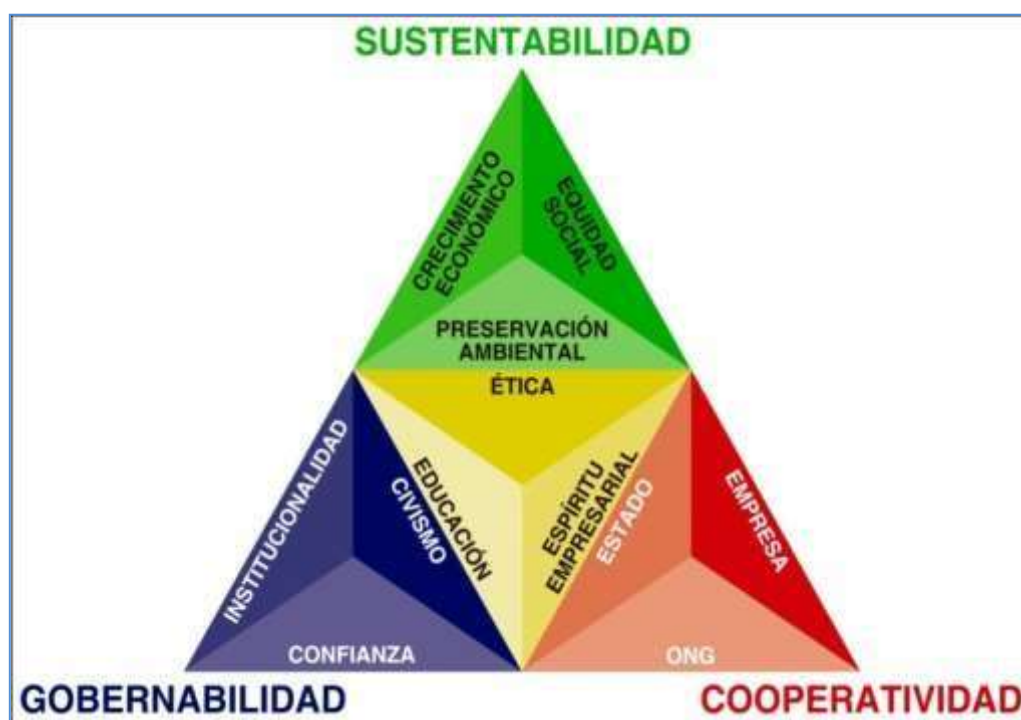 SUSTENTABILIDAD
CRECIMIENTO
ECONÓMICO
EQUIDAD
SOCIAL
PRESERVACIÓN
AMBIENTAL
ÉTICA
INSTITUCIONALIDAD
CIVISMO
EDUCACIÓN
ESPÍRITU
EMPRESARIAL
ESTADO
EMPRESA
CONFIANZA
ONG
GOBERNABILIDAD
COOPERATIVIDAD